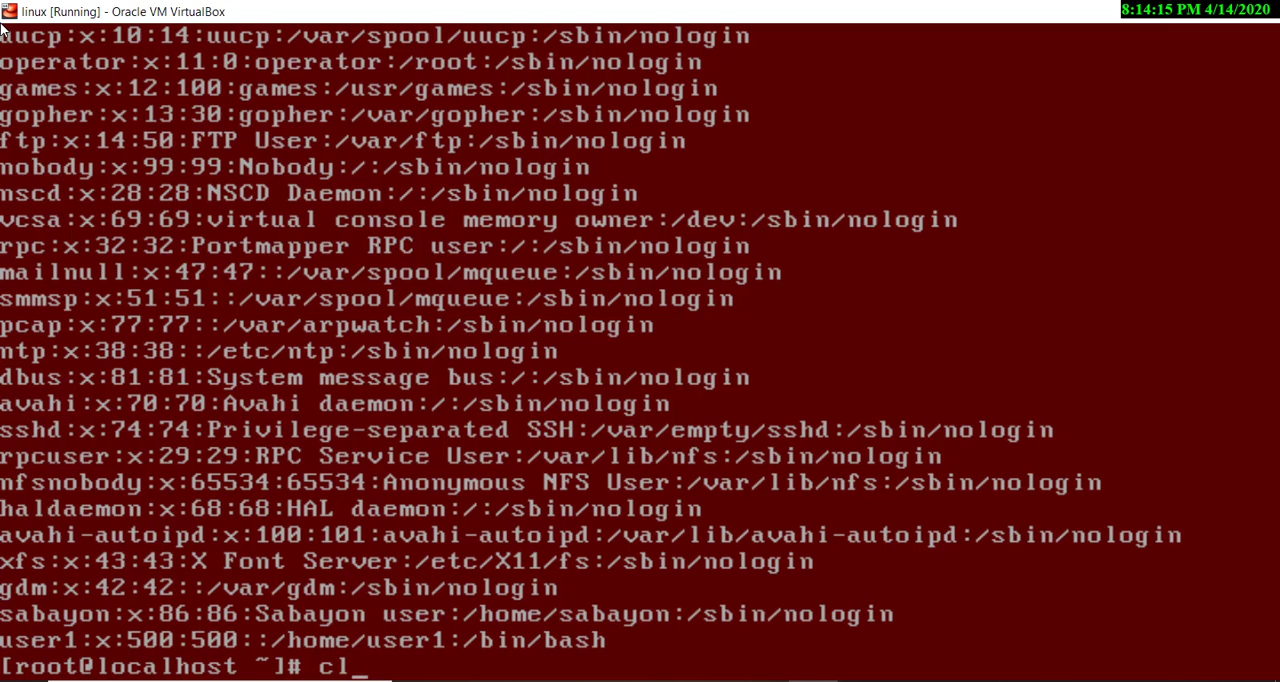 linux [Running] - Oracle VM VirtualBox
8:14:15 PM 4/14/2020
uucp:x:10:14:uucp:/var/spool/uucp:/sbin/nologin
operator:x:11:0:operator:/root:/sbin/nologin
games:x:12:100:games:/usr/games:/sbin/nologin
gopher:x:13:30:gopher:/var/gopher:/sbin/nologin
ftp:x:14:50:FTP User:/var/ftp:/sbin/nologin
nobody:x:99:99:Nobody:/:/sbin/nologin
nscd:x:28:28:NSCD Daemon:/:/sbin/nologin
vcsa:x:69:69:virtual console memory owner:/dev:/sbin/nologin
rpc:x:32:32:Portmapper RPC user:/:/sbin/nologin
mailnull:x:47:47::/var/spool/mqueue:/sbin/nologin
smmsp:x:51:51::/var/spool/mqueue:/sbin/nologin
pcap:x:77:77::/var/arpwatch:/sbin/nologin
ntp:x:38:38::/etc/ntp:/sbin/nologin
dbus:x:81:81:System message bus:/:/sbin/nologin
avahi:x:70:70:Avahi daemon:/:/sbin/nologin
sshd:x:74:74:Privilege-separated SSH:/var/empty/sshd:/sbin/nologin
rpcuser:x:29:29:RPC Service User:/var/lib/nfs:/sbin/nologin
nfsnobody:x:65534:65534:Anonymous NFS User:/var/lib/nfs:/sbin/nologin
haldaemon:x:68:68:HAL daemon:/:/sbin/nologin
avahi-autoipd:x:100:101:avahi-autoipd:/var/lib/avahi-autoipd:/sbin/nologin
xfs:x:43:43:X Font Server:/etc/X11/fs:/sbin/nologin
gdm:x:42:42::/var/gdm:/sbin/nologin
sabayon:x:86:86:Sabayon user:/home/sabayon:/sbin/nologin
user1:x:500:500::/home/user1:/bin/bash
[root@localhost ~]# cl_